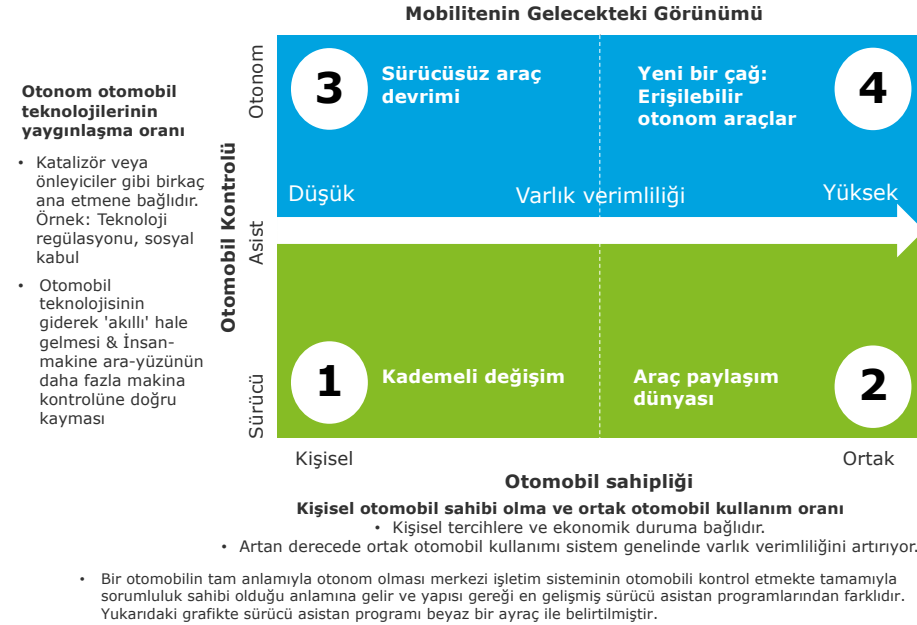 Mobilitenin Gelecekteki Görünümü
Otonom otomobil
teknolojilerinin
yaygınlaşma oranı
• Katalizör veya
önleyiciler gibi birkaç
ana etmene bağlıdır.
Örnek: Teknoloji
regülasyonu, sosyal
kabul
• Otomobil
teknolojisinin
giderek 'akıllı' hale
gelmesi & İnsan-
makine ara-yüzünün
daha fazla makina
kontrolüne doğru
kayması
Otomobil Kontrolü
Otonom
Asist
Sürücü
3
Sürücüsüz araç
devrimi
Yeni bir çağ:
Erişilebilir
otonom araçlar
4
Düşük
Varlık verimliliği
Yüksek
1
Kademeli değişim
Araç paylaşım
dünyası
2
Kişisel
Ortak
Otomobil sahipliği
Kişisel otomobil sahibi olma ve ortak otomobil kullanım oranı
• Kişisel tercihlere ve ekonomik duruma bağlıdır.
• Artan derecede ortak otomobil kullanımı sistem genelinde varlık verimliliğini artırıyor.
• Bir otomobilin tam anlamıyla otonom olması merkezi işletim sisteminin otomobili kontrol etmekte tamamıyla
sorumluluk sahibi olduğu anlamına gelir ve yapısı gereği en gelişmiş sürücü asistan programlarından farklıdır.
Yukarıdaki grafikte sürücü asistan programı beyaz bir ayraç ile belirtilmiştir.